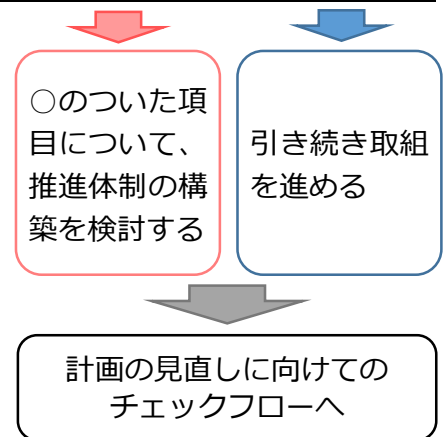 ○のついた項
目について、
推進体制の構
築を検討する
引き続き取組
を進める
計画の見直しに向けての
チェックフローへ